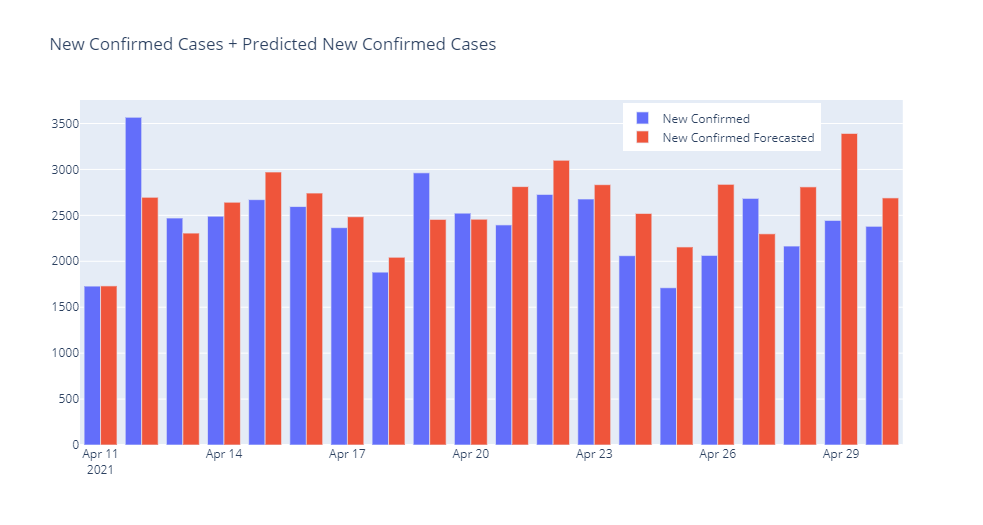 New Confirmed Cases + Predicted New Confirmed Cases
New Confirmed
New Confirmed Forecasted
3500
3000
2500
2000
1500
1000
500
0
Apr 11 Apr 14 Apr 17 Apr 20 Apr 23 Apr 26 Apr 29
2021